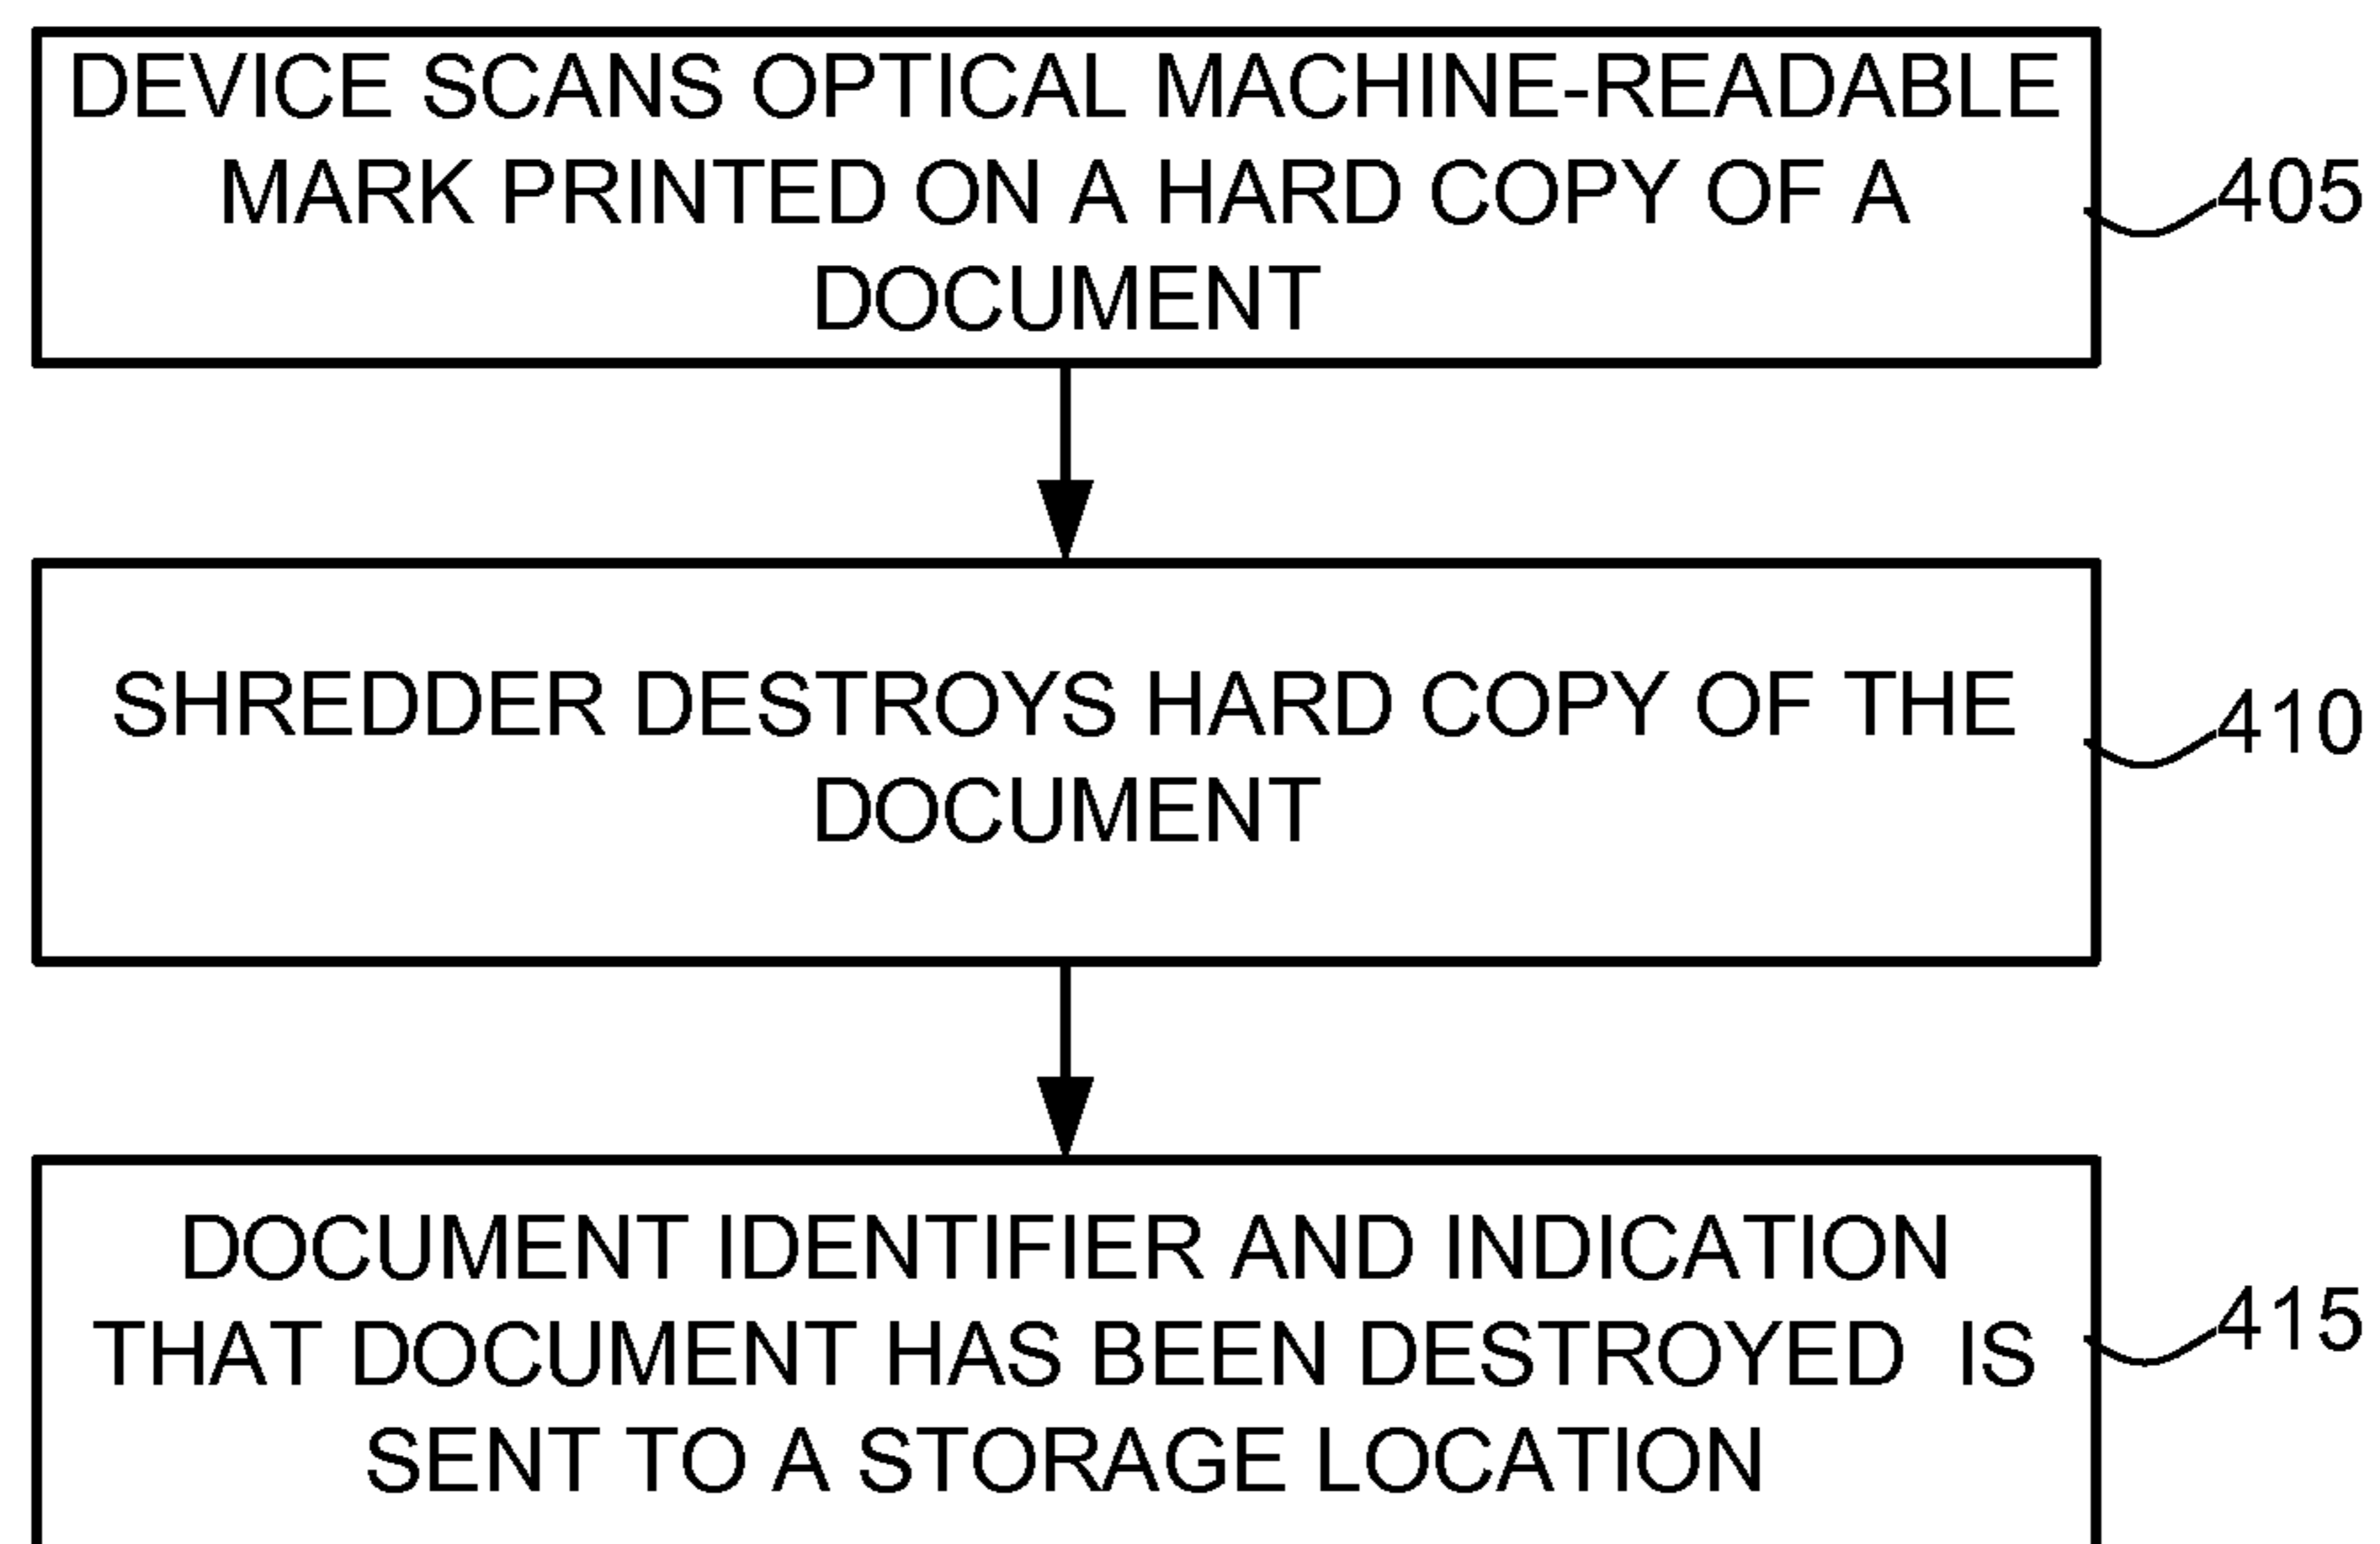 DEVICE SCANS OPTICAL MACHINE-READABLE
MARK PRINTED ON A HARD COPY OF A
DOCUMENT
405
SHREDDER DESTROYS HARD COPY OF THE
DOCUMENT
410
DOCUMENT IDENTIFIER AND INDICATION
THAT DOCUMENT HAS BEEN DESTROYED IS
SENT TO A STORAGE LOCATION
415